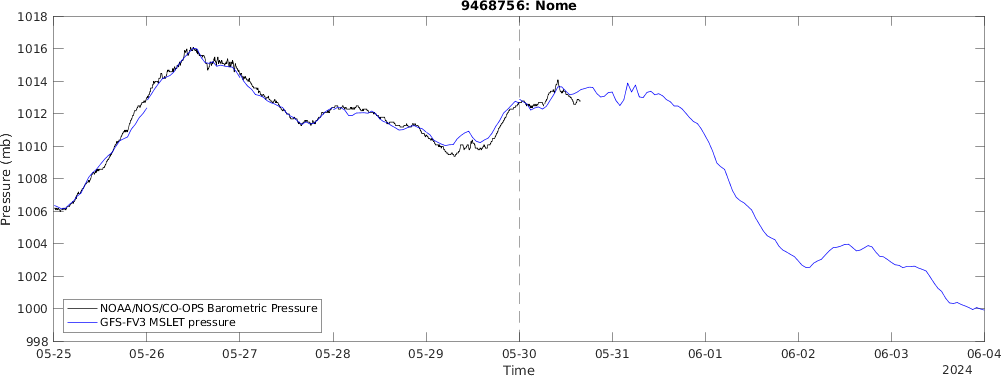 9468756: Nome
1018
1016
1014
1012
1010
1008
1006
1004
1002
1000
998
Pressure (mb)
NOAA/NOS/CO-OPS Barometric Pressure
GFS-FV3 MSLET pressure
05-25 05-26 05-27 05-28 05-29 05-30 05-31 06-01 06-02 06-03 06-04
Time
2024